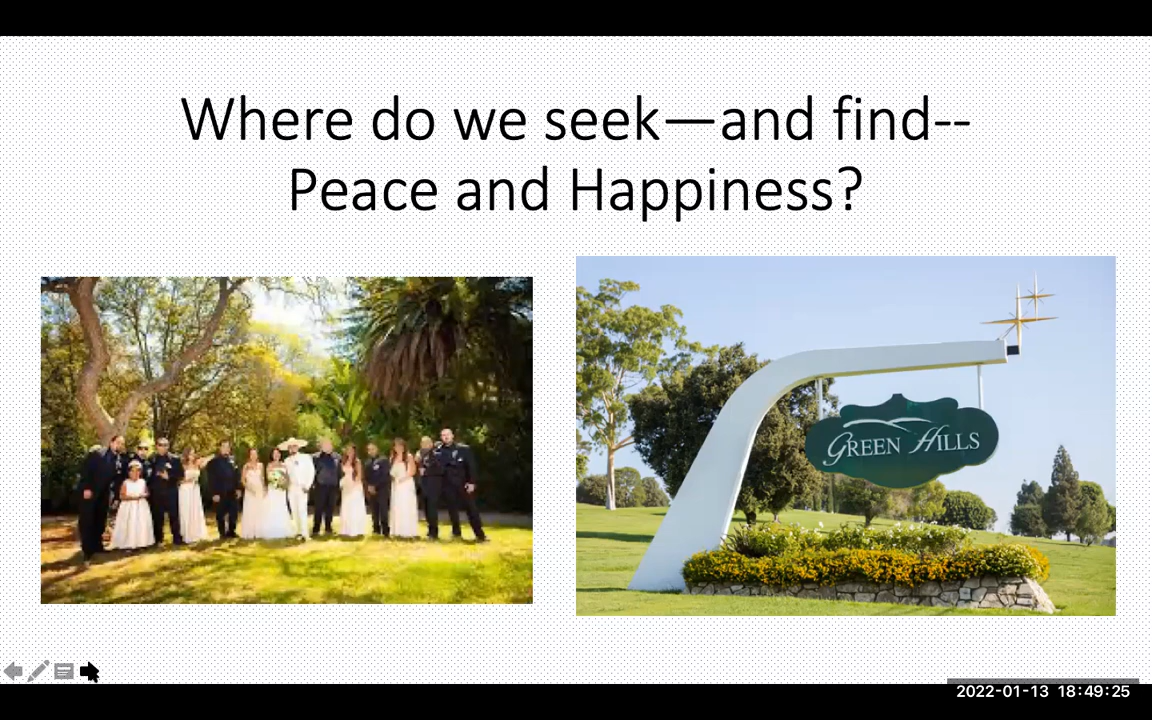 Where do we seek—and find--
Peace and Happiness?
GREEN HILLS
2022-01-13 18:49:25